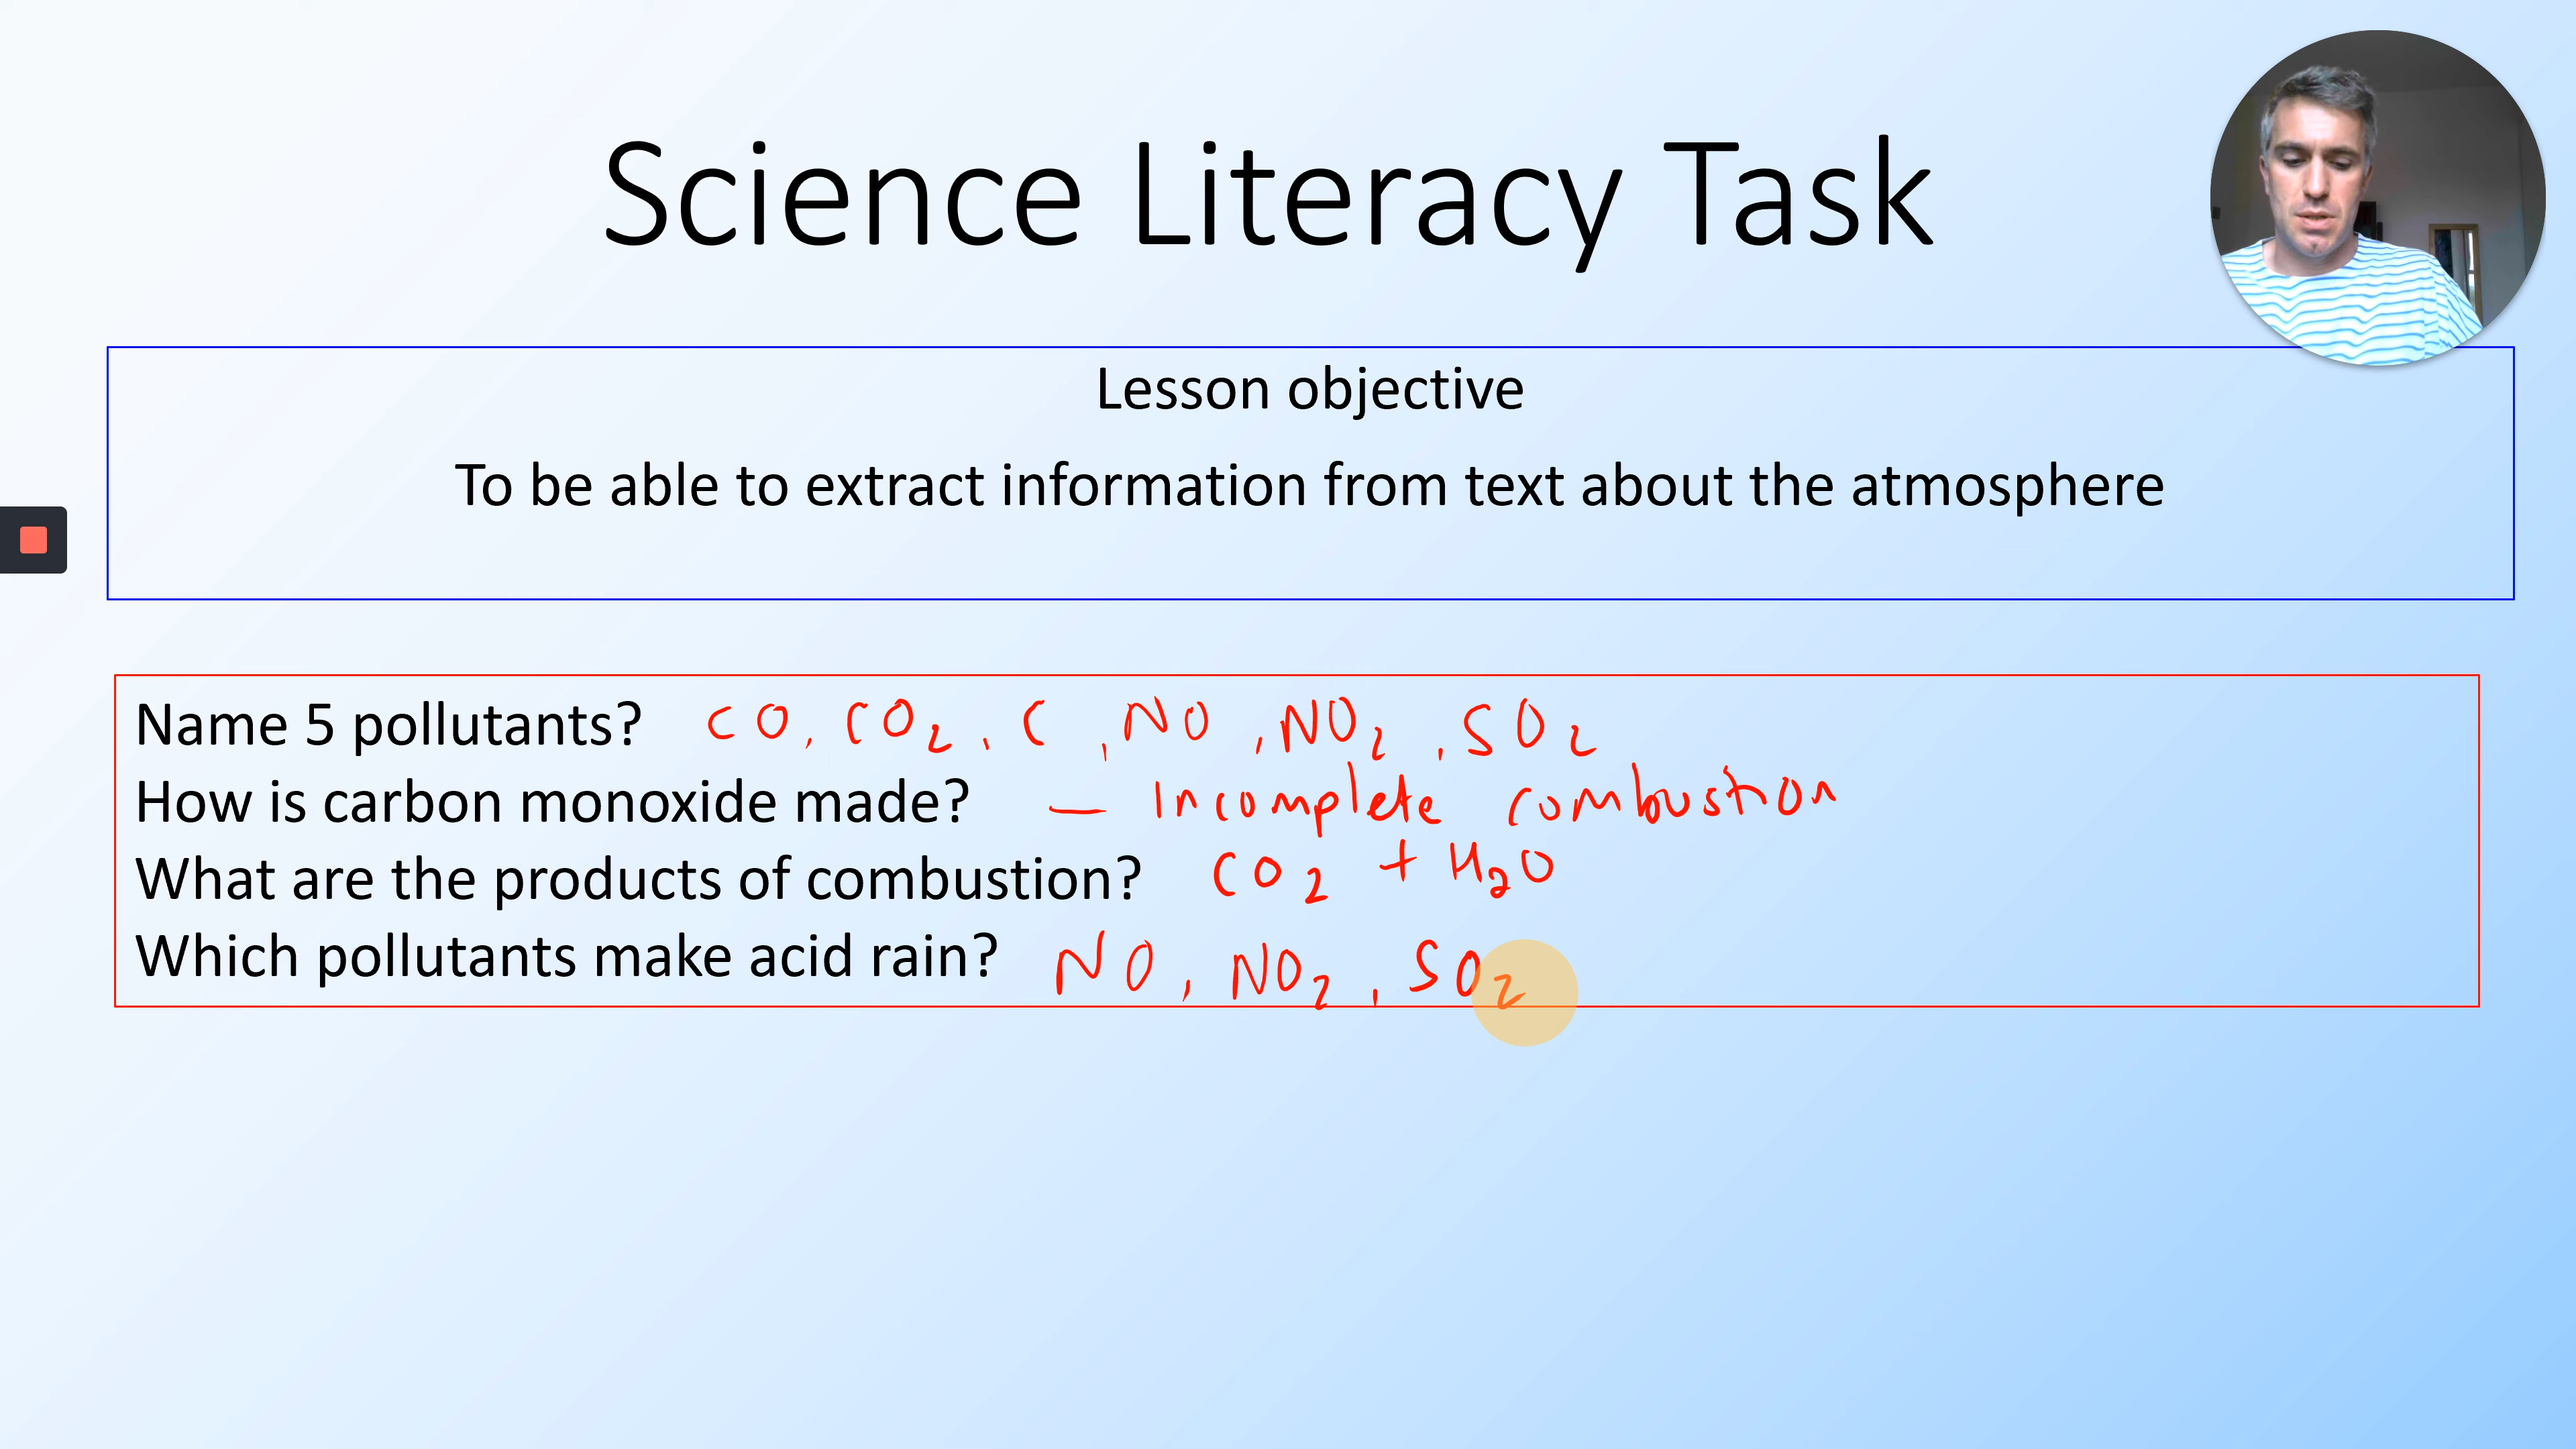 Science Literacy Task
Lesson objective
To be able to extract information from text about the atmosphere
Name 5 pollutants? CO, CO₂, C, NO, NO₂, SO₂
How is carbon monoxide made? — Incomplete combustion
What are the products of combustion? CO₂ + H₂O
Which pollutants make acid rain? NO, NO₂, SO₂